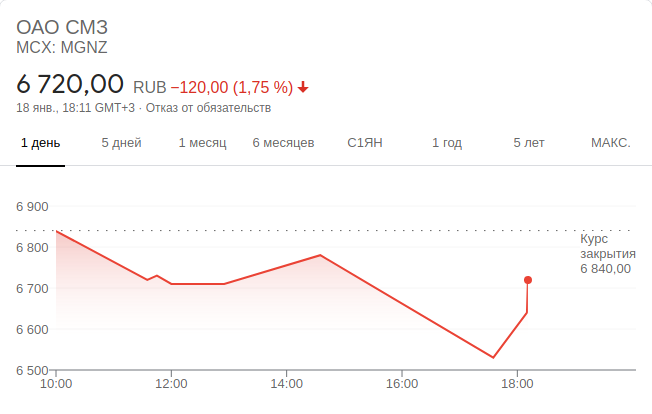 ОАО СМЗ
MCX: MGNZ
6 720,00 RUB −120,00 (1,75 %)
18 янв., 18:11 GMT+3 · Отказ от обязательств
1 день 5 дней 1 месяц 6 месяцев С1ЯН 1 год 5 лет МАКС.
6 900
6 800
6 700
6 600
6 500
Курс
закрытия
6 840,00
10:00 12:00 14:00 16:00 18:00